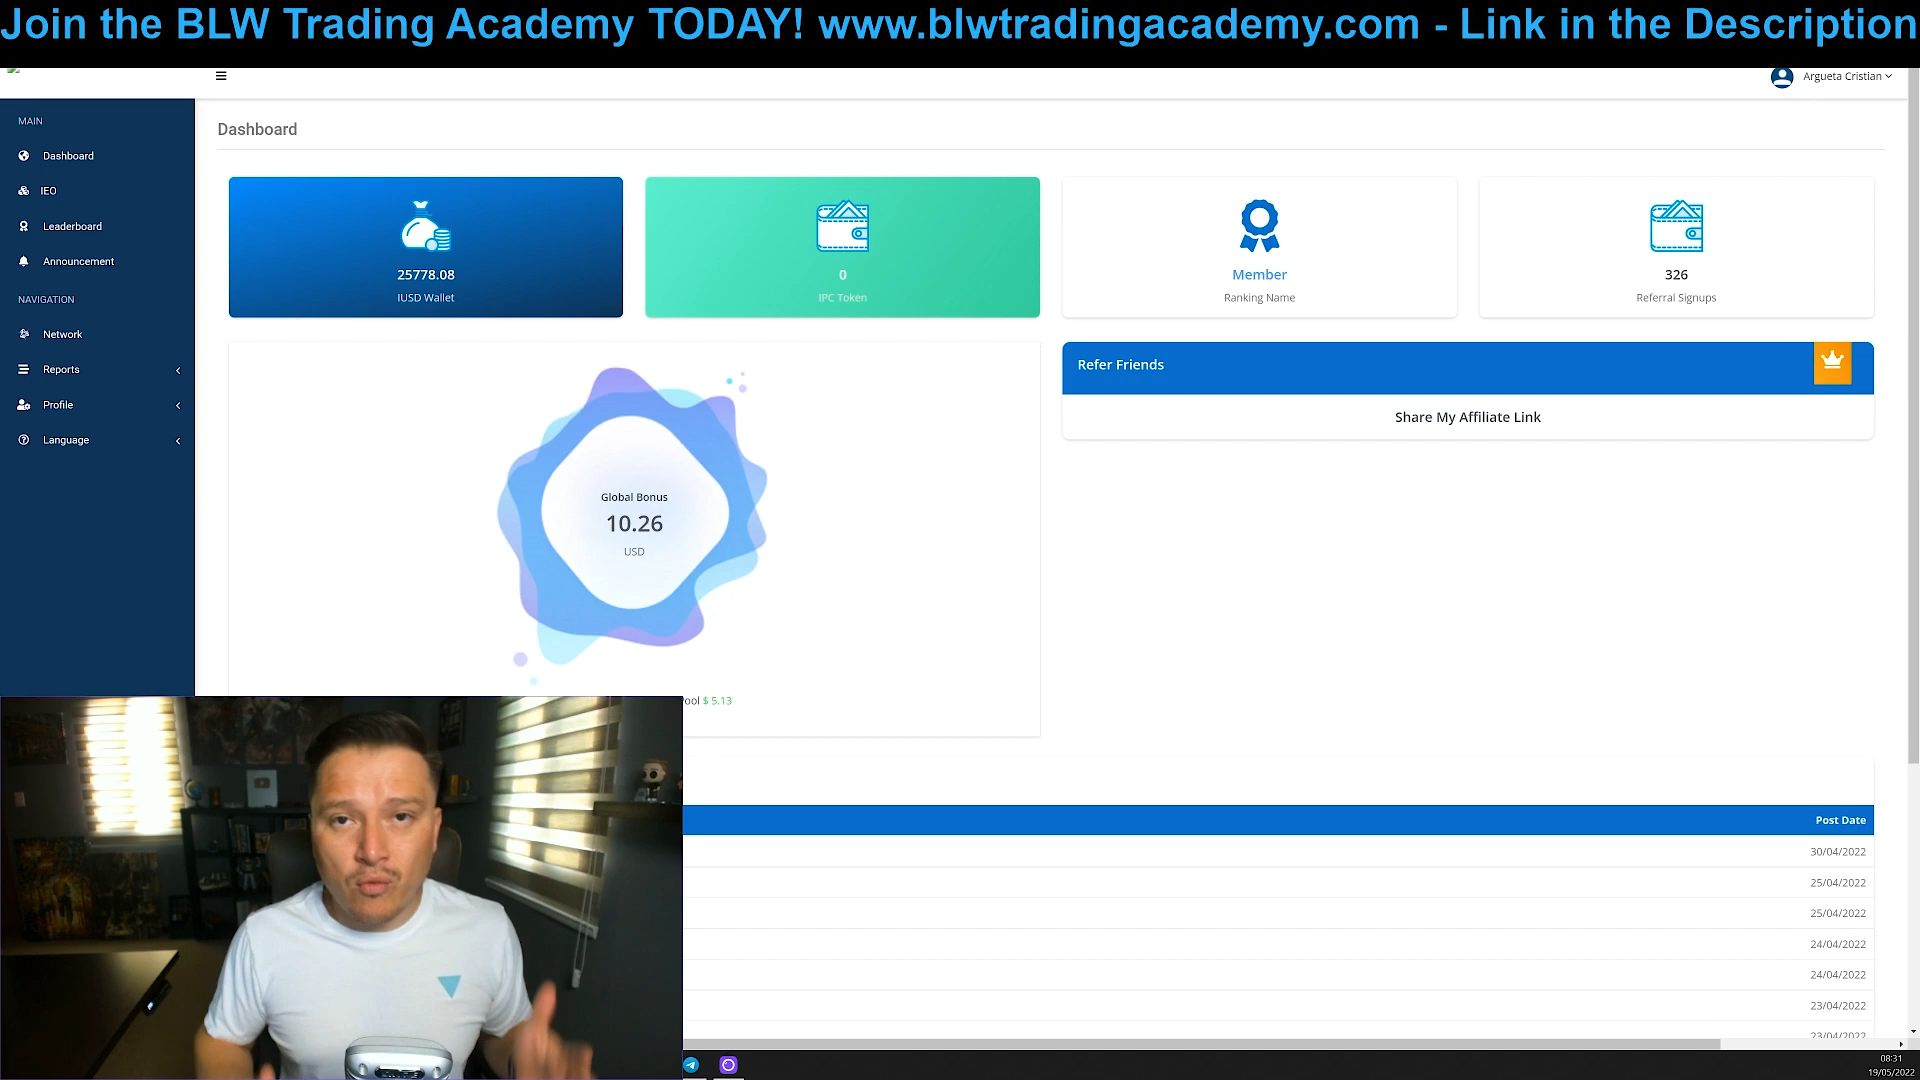 Join the BLW Trading Academy TODAY! www.blwtradingacademy.com - Link in the Description
Argueta Cristian
MAIN
Dashboard
IEO
Leaderboard
Announcement
NAVIGATION
Network
Reports
Profile
Language
Dashboard
25778.08
IUSD Wallet
0
IPC Token
Member
Ranking Name
326
Referral Signups
Global Bonus
10.26
USD
$ 5.13
Refer Friends
Share My Affiliate Link
Post Date
30/04/2022
25/04/2022
25/04/2022
24/04/2022
24/04/2022
23/04/2022
23/04/2022
08:31
19/05/2022